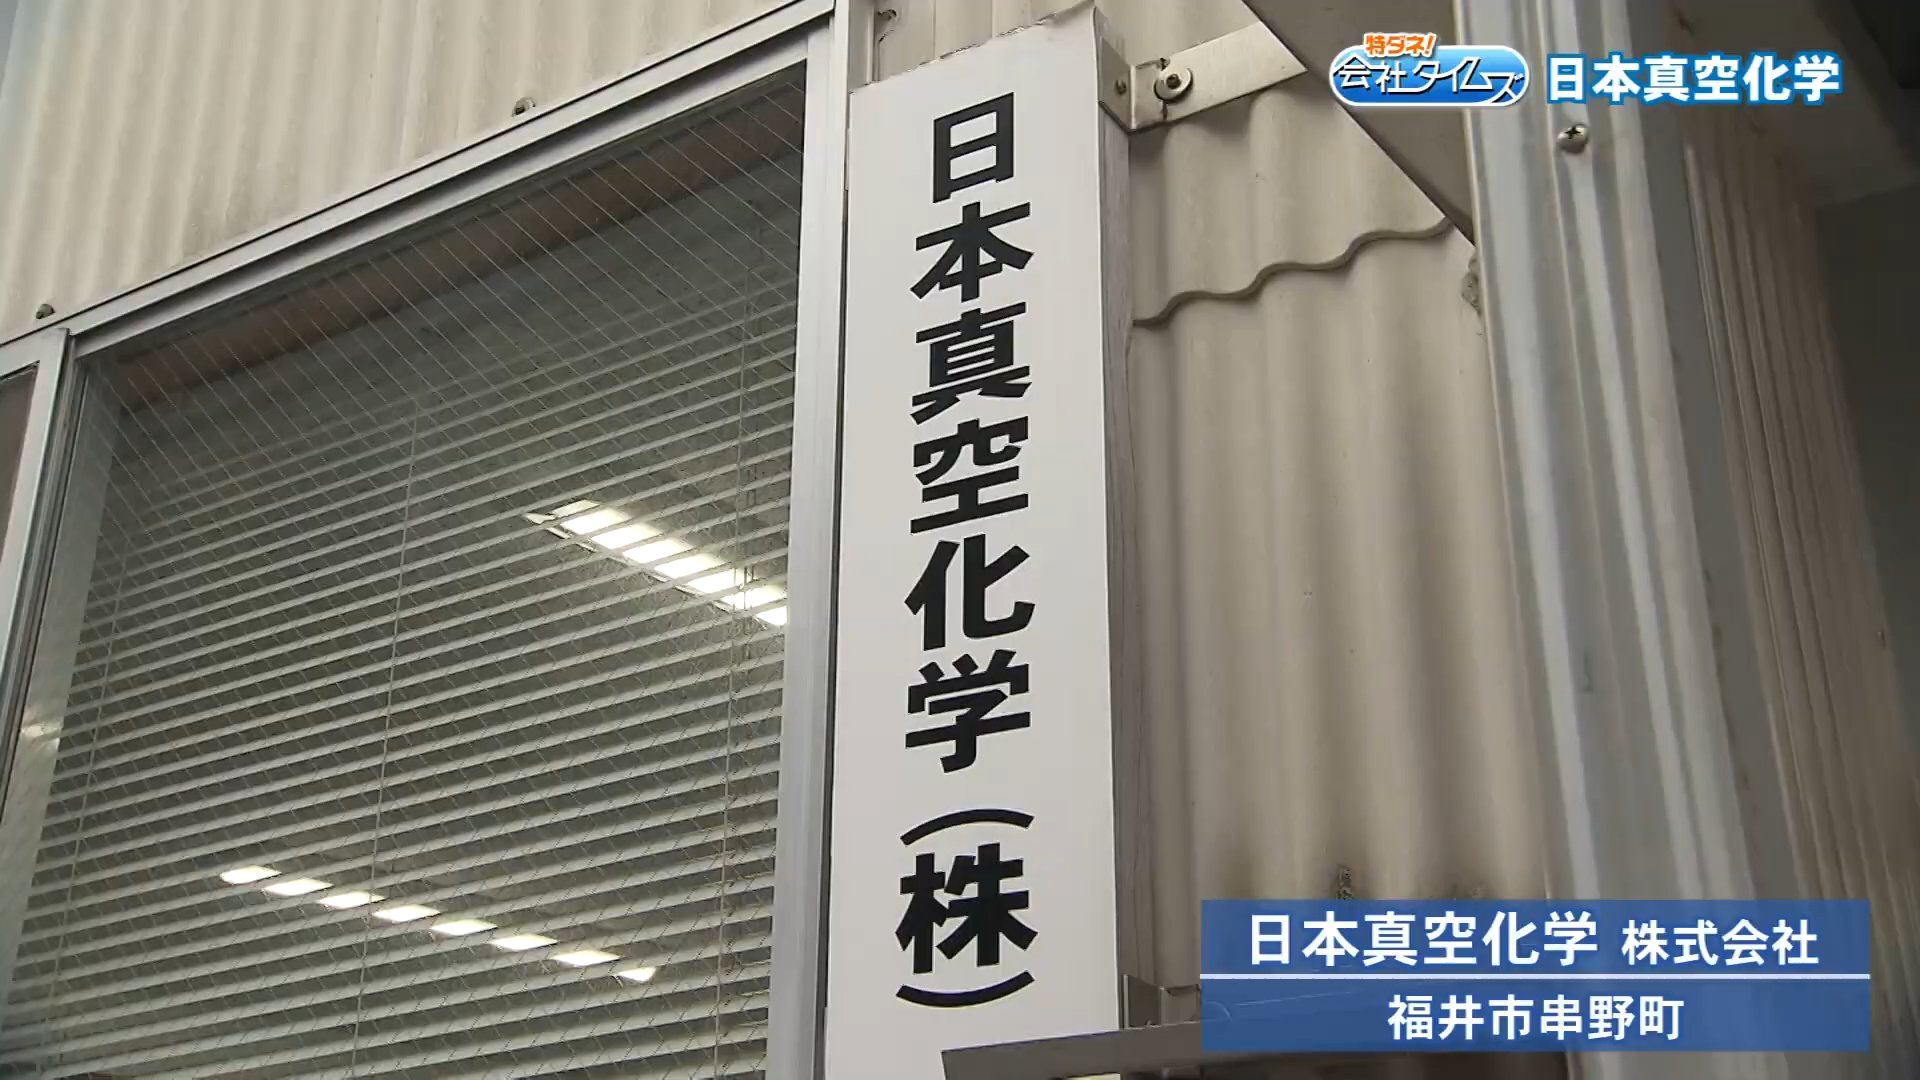 特ダネ!
会社タイムズ
日本真空化学
日本真空化学(株)
日本真空化学 株式会社
福井市串野町